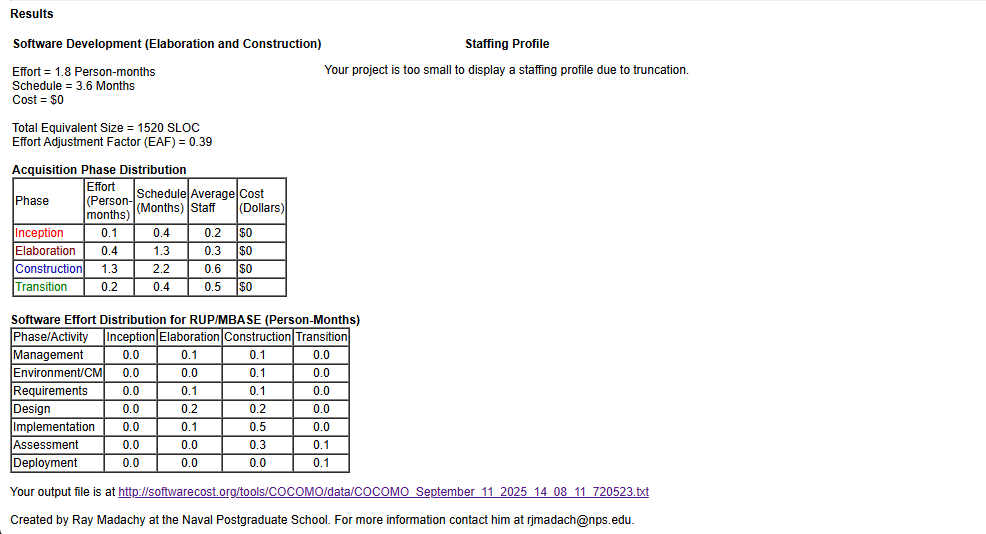 Results
Software Development (Elaboration and Construction)
Staffing Profile
Effort = 1.8 Person-months
Schedule = 3.6 Months
Cost = $0
Your project is too small to display a staffing profile due to truncation.
Total Equivalent Size = 1520 SLOC
Effort Adjustment Factor (EAF) = 0.39
Acquisition Phase Distribution
Phase Effort (Person-months) Schedule (Months) Average Staff Cost (Dollars)
Inception 0.1 0.4 0.2 $0
Elaboration 0.4 1.3 0.3 $0
Construction 1.3 2.2 0.6 $0
Transition 0.2 0.4 0.5 $0
Software Effort Distribution for RUP/MBASE (Person-Months)
Phase/Activity Inception Elaboration Construction Transition
Management 0.0 0.1 0.1 0.0
Environment/CM 0.0 0.0 0.1 0.0
Requirements 0.0 0.1 0.1 0.0
Design 0.0 0.2 0.2 0.0
Implementation 0.0 0.1 0.5 0.0
Assessment 0.0 0.0 0.3 0.1
Deployment 0.0 0.0 0.0 0.1
Your output file is at http://softwarecost.org/tools/COCOMO/data/COCOMO_September_11_2025_14_08_11_720523.txt
Created by Ray Madachy at the Naval Postgraduate School. For more information contact him at rjmadach@nps.edu.